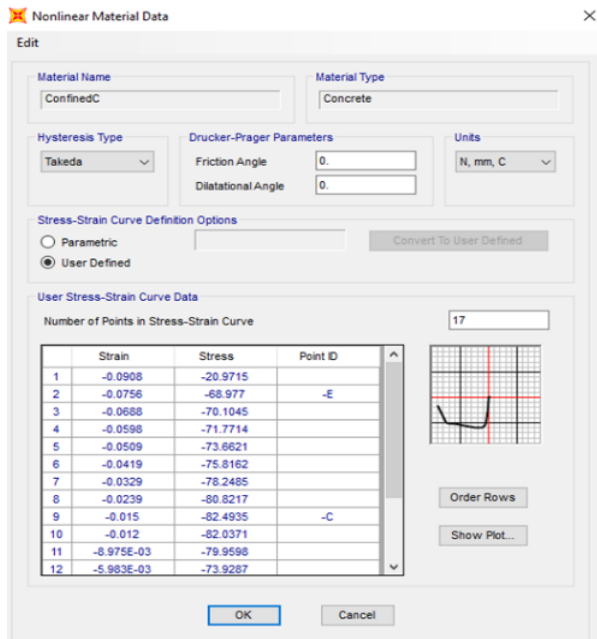 Nonlinear Material Data
Edit
Material Name
ConfinedC
Material Type
Concrete
Hysteresis Type
Takeda
Drucker-Prager Parameters
Friction Angle 0.
Dilatational Angle 0.
Units
N, mm, C
Stress-Strain Curve Definition Options
Parametric
Convert To User Defined
User Defined
User Stress-Strain Curve Data
Number of Points in Stress-Strain Curve 17
Strain Stress Point ID
1 -0.0908 -20.9715
2 -0.0756 -68.977 -E
3 -0.0688 -70.1045
4 -0.0598 -71.7714
5 -0.0509 -73.6621
6 -0.0419 -75.8162
7 -0.0329 -78.2485
8 -0.0239 -80.8217
9 -0.015 -82.4935 -C
10 -0.012 -82.0371
11 -8.975E-03 -79.9598
12 -5.983E-03 -73.9287
Order Rows
Show Plot...
OK Cancel